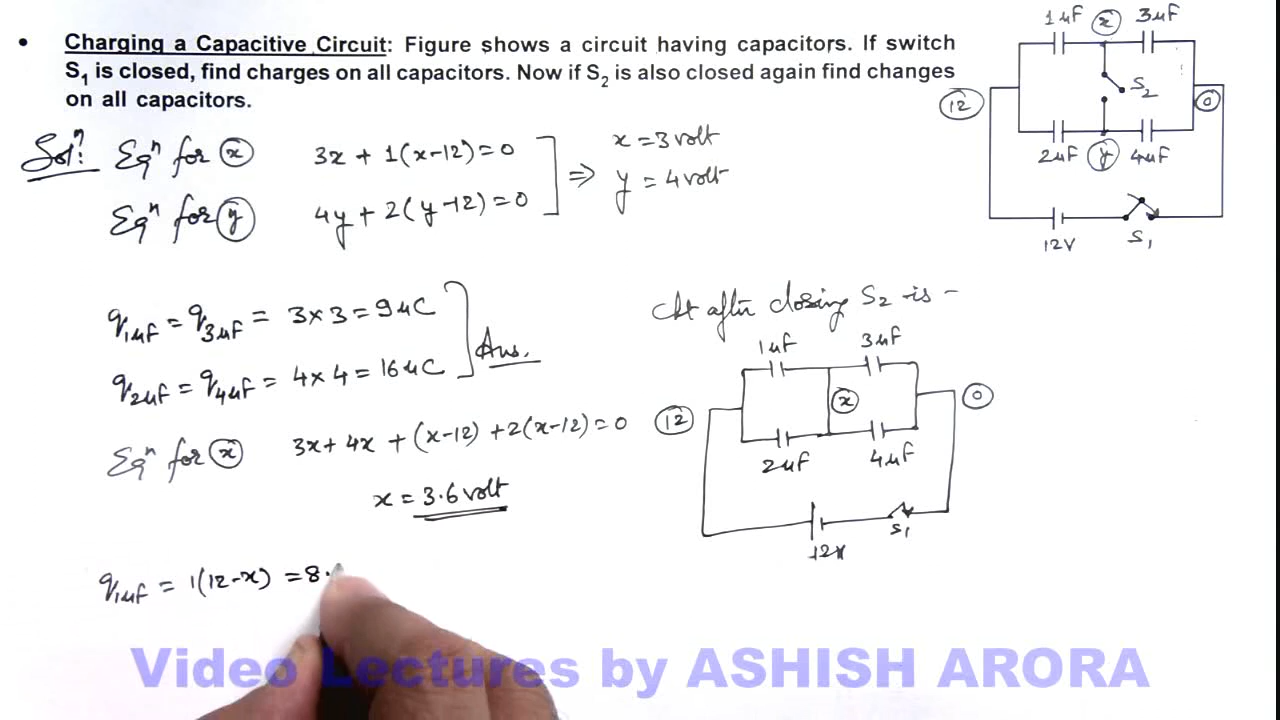 • Charging a Capacitive Circuit: Figure shows a circuit having capacitors. If switch
S₁ is closed, find charges on all capacitors. Now if S₂ is also closed again find changes
on all capacitors.
1μF x 3μF
S₂
12
0
2μF y 4μF
12V S₁
Solⁿ: Eqⁿ for x 3x + 1(x-12) = 0
Eqⁿ for y 4y + 2(y-12) = 0
⇒ x = 3 volt
y = 4 volt
q1μF = q3μF = 3×3 = 9μC
q2μF = q4μF = 4×4 = 16μC
Ans.
Eqⁿ for x 3x + 4x + (x-12) + 2(x-12) = 0
x = 3.6 volt
q1μF = 1(12-x) = 8.
Ckt after closing S₂ is –
1μF 3μF
12 x 0
2μF 4μF
12V S₁
Video Lectures by ASHISH ARORA